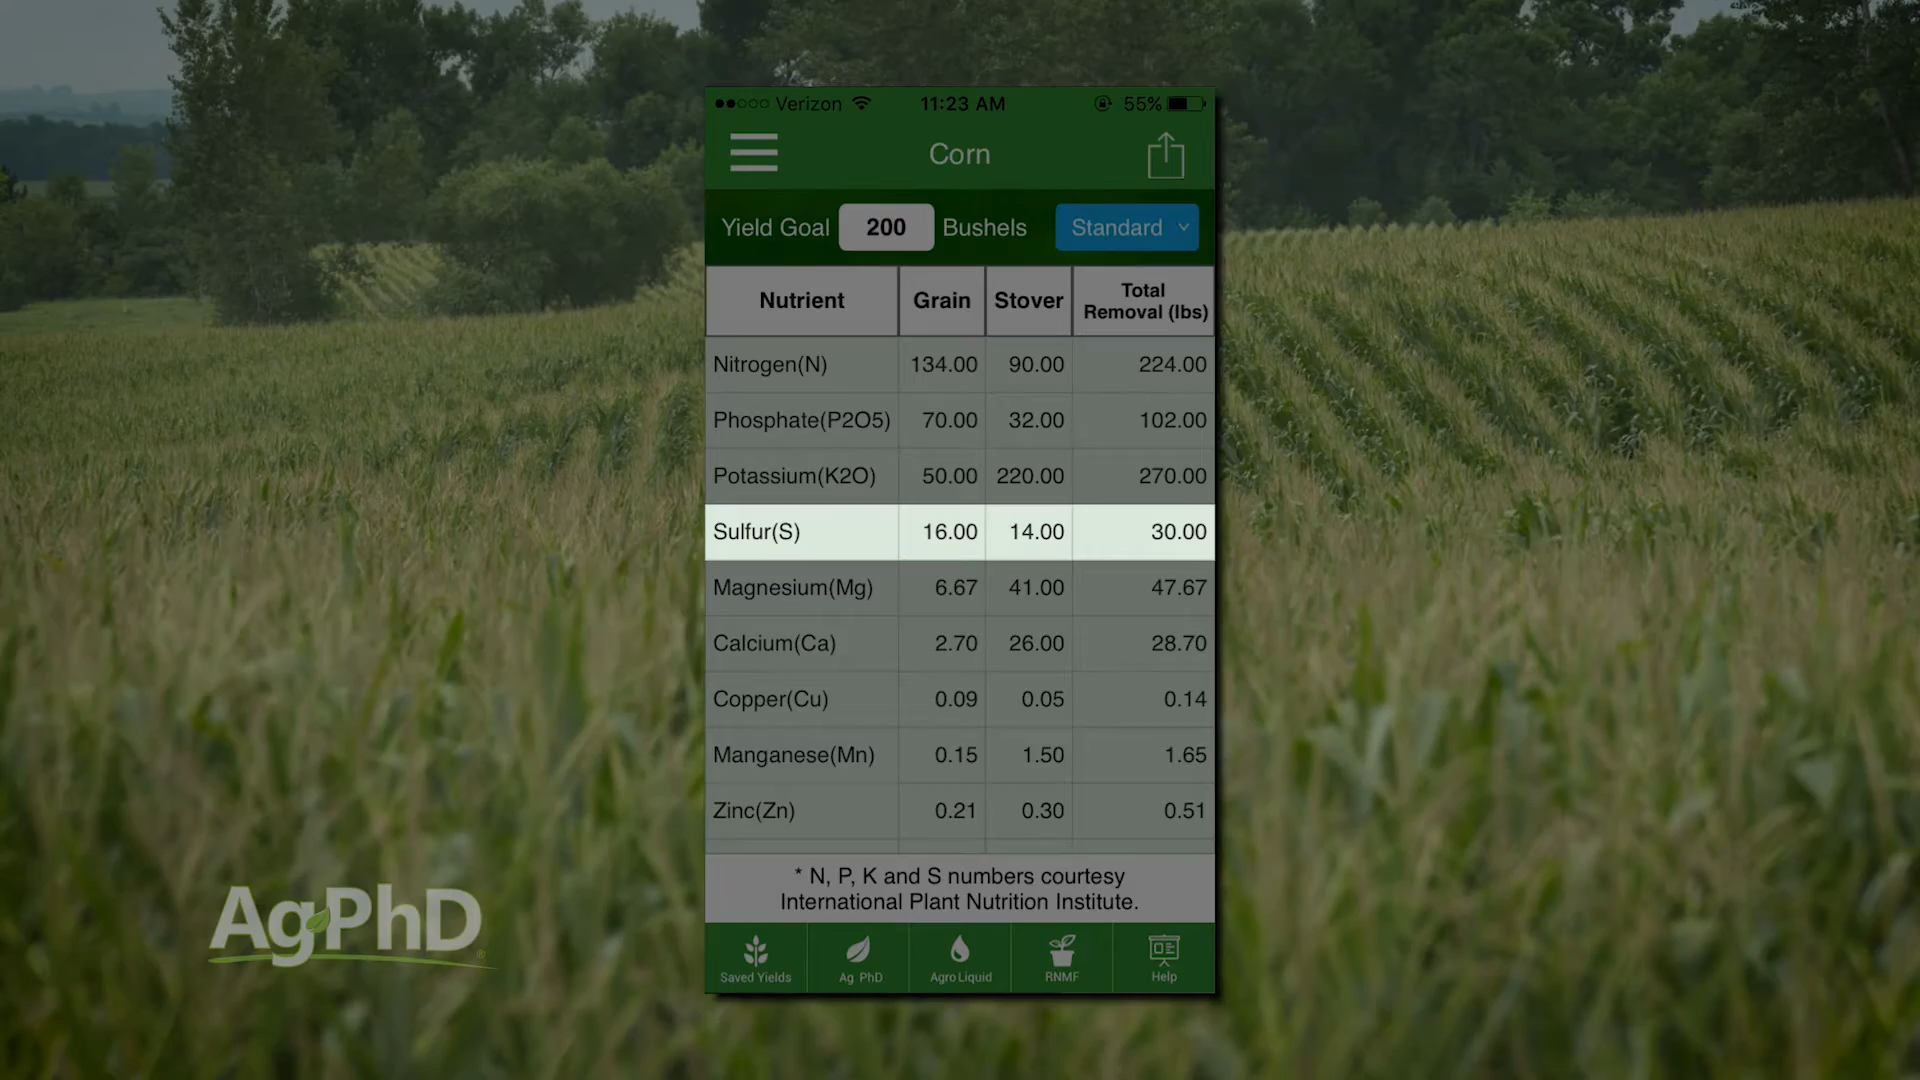 ●●○○○ Verizon 11:23 AM 55%
Corn
Yield Goal 200 Bushels Standard
Nutrient Grain Stover Total Removal (lbs)
Nitrogen(N) 134.00 90.00 224.00
Phosphate(P2O5) 70.00 32.00 102.00
Potassium(K2O) 50.00 220.00 270.00
Sulfur(S) 16.00 14.00 30.00
Magnesium(Mg) 6.67 41.00 47.67
Calcium(Ca) 2.70 26.00 28.70
Copper(Cu) 0.09 0.05 0.14
Manganese(Mn) 0.15 1.50 1.65
Zinc(Zn) 0.21 0.30 0.51
* N, P, K and S numbers courtesy
International Plant Nutrition Institute.
Saved Yields Ag PhD Agro Liquid RNMF Help
AgPhD®